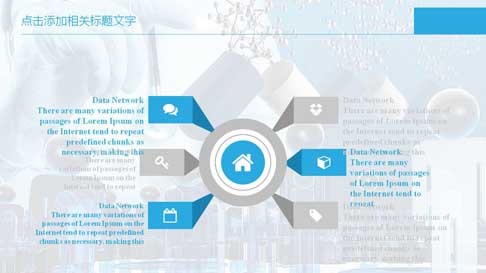 点击添加相关标题文字
Data Network
There are many variations of
passages of Lorem Ipsum on
the Internet tend to repeat
predefined chunks as
necessary, making this
There are many
variations of passages of
Lorem Ipsum on the
Internet tend to repeat
Data Network
There are many variations of
passages of Lorem Ipsum on the
Internet tend to repeat predefined
chunks as necessary, making this
Data Network
There are many variations of
passages of Lorem Ipsum on
the Internet tend to repeat
predefined chunks as
making this
Data Network
There are many
variations of passages
of Lorem Ipsum on
the Internet tend to
repeat
There are many variations of
passages of Lorem Ipsum on
the Internet tend to repeat
predefined chunks as
necessary, making this